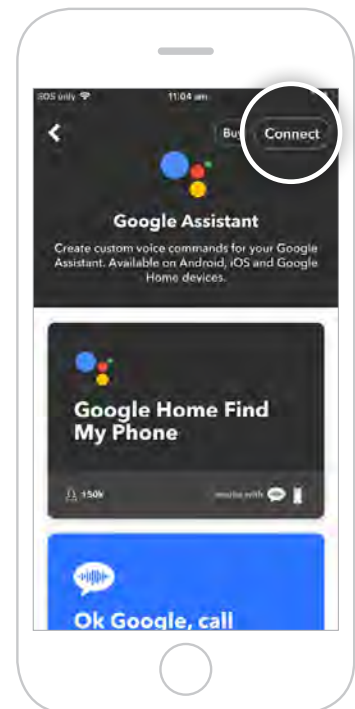 SOS only 11:04 am
Buy Connect
Google Assistant
Create custom voice commands for your Google
Assistant. Available on Android, iOS and Google
Home devices.
Google Home Find
My Phone
150k works with
Ok Google, call